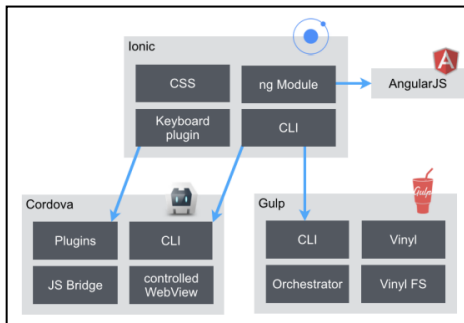 Ionic
CSS
ng Module
AngularJS
Keyboard
plugin
CLI
Cordova
Gulp
Gulp
Plugins
CLI
CLI
Vinyl
JS Bridge
controlled
WebView
Orchestrator
Vinyl FS